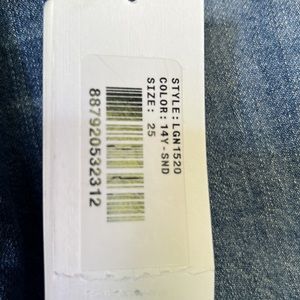 STYLE: LGN1520
COLOR: 14Y-SND
SIZE: 25
887920532312